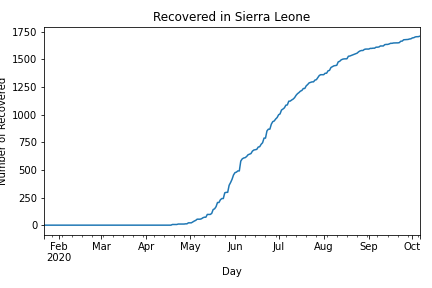 Recovered in Sierra Leone
Number of Recovered
1750
1500
1250
1000
750
500
250
0
Feb Mar Apr May Jun Jul Aug Sep Oct
2020
Day